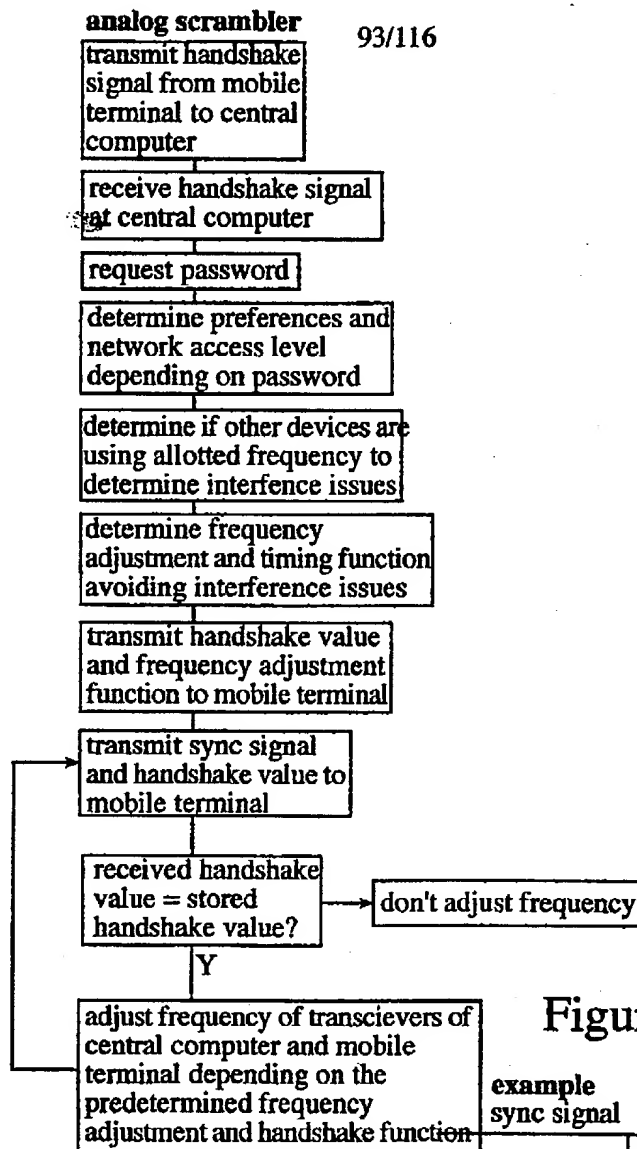 analog scrambler
93/116
transmit handshake
signal from mobile
terminal to central
computer
receive handshake signal
at central computer
request password
determine preferences and
network access level
depending on password
determine if other devices are
using allotted frequency to
determine interfence issues
determine frequency
adjustment and timing function
avoiding interference issues
transmit handshake value
and frequency adjustment
function to mobile terminal
transmit sync signal
and handshake value to
mobile terminal
received handshake
value = stored
handshake value?
don't adjust frequency
Y
adjust frequency of transcievers of
central computer and mobile
terminal depending on the
predetermined frequency
adjustment and handshake function
Figu
example
sync signal